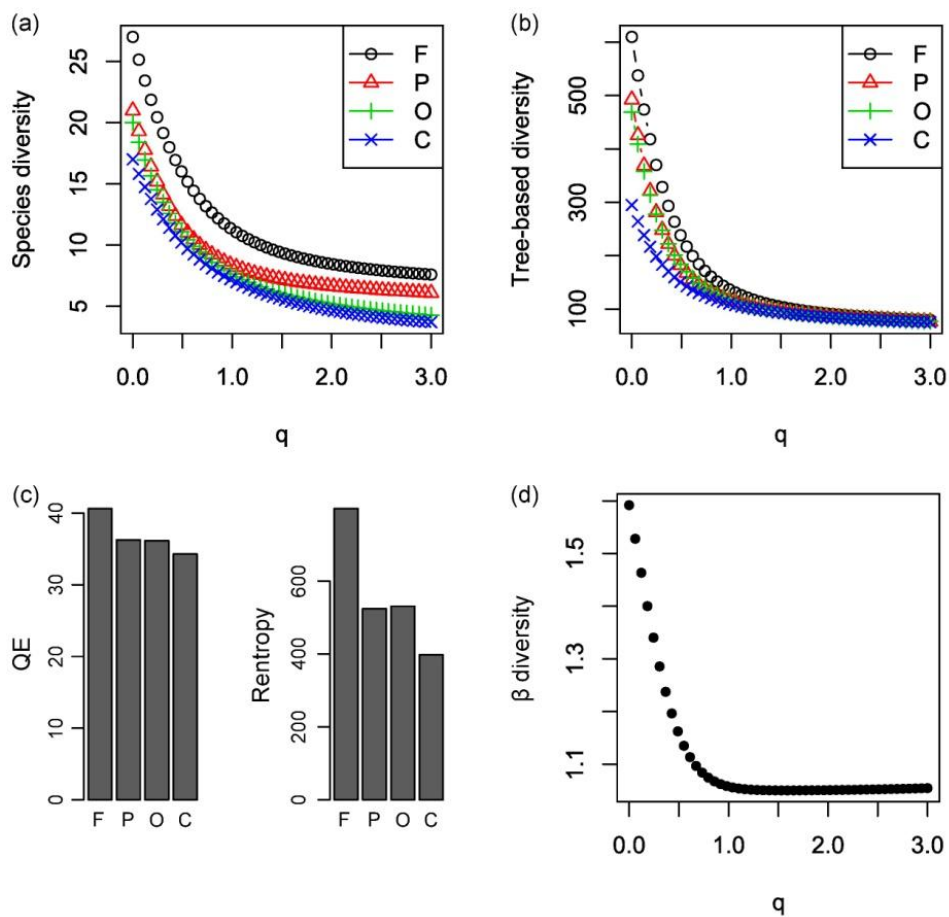 (a)
Species diversity
25
20
15
10
5
0.0 1.0 2.0 3.0
q
F
P
O
C
(b)
Tree-based diversity
500
300
100
0.0 1.0 2.0 3.0
q
F
P
O
C
(c)
QE
40
30
20
10
0
F P O C
Rentropy
600
400
200
0
F P O C
(d)
β diversity
1.5
1.3
1.1
0.0 1.0 2.0 3.0
q